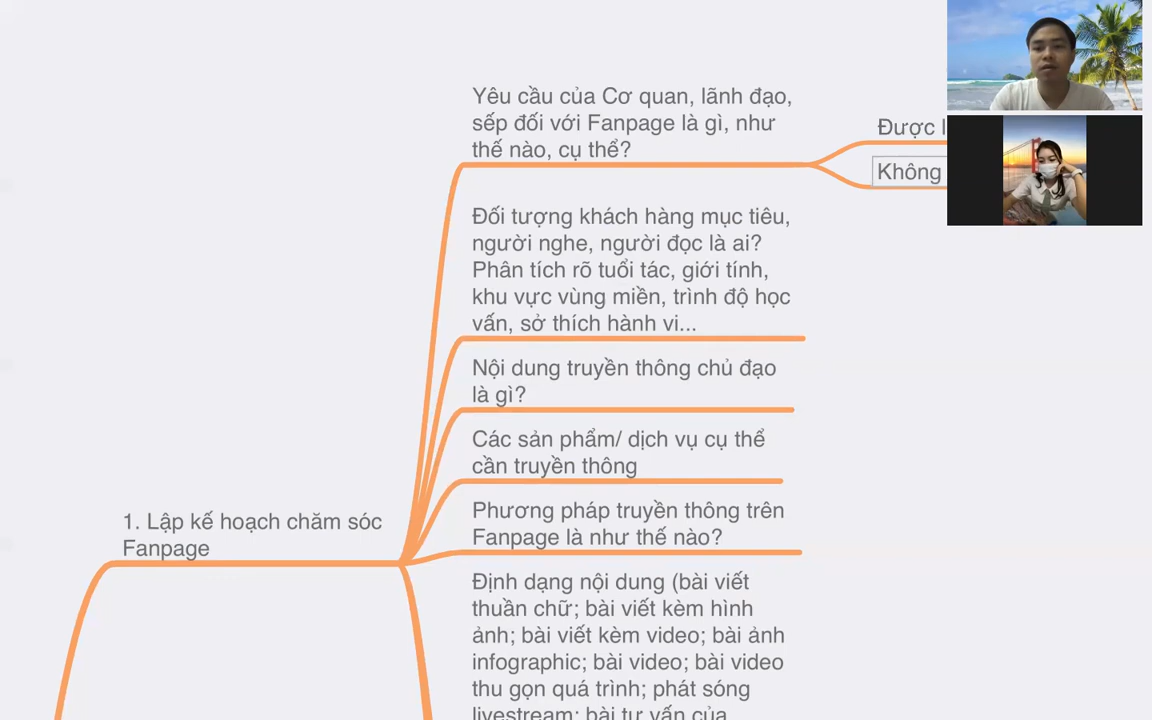 Yêu cầu của Cơ quan, lãnh đạo,
sếp đối với Fanpage là gì, như
thế nào, cụ thể?
Được
Không
Đối tượng khách hàng mục tiêu,
người nghe, người đọc là ai?
Phân tích rõ tuổi tác, giới tính,
khu vực vùng miền, trình độ học
vấn, sở thích hành vi...
Nội dung truyền thông chủ đạo
là gì?
Các sản phẩm/ dịch vụ cụ thể
cần truyền thông
1. Lập kế hoạch chăm sóc
Fanpage
Phương pháp truyền thông trên
Fanpage là như thế nào?
Định dạng nội dung (bài viết
thuần chữ; bài viết kèm hình
ảnh; bài viết kèm video; bài ảnh
infographic; bài video; bài video
thu gọn quá trình; phát sóng
livestream; bài tư vấn của